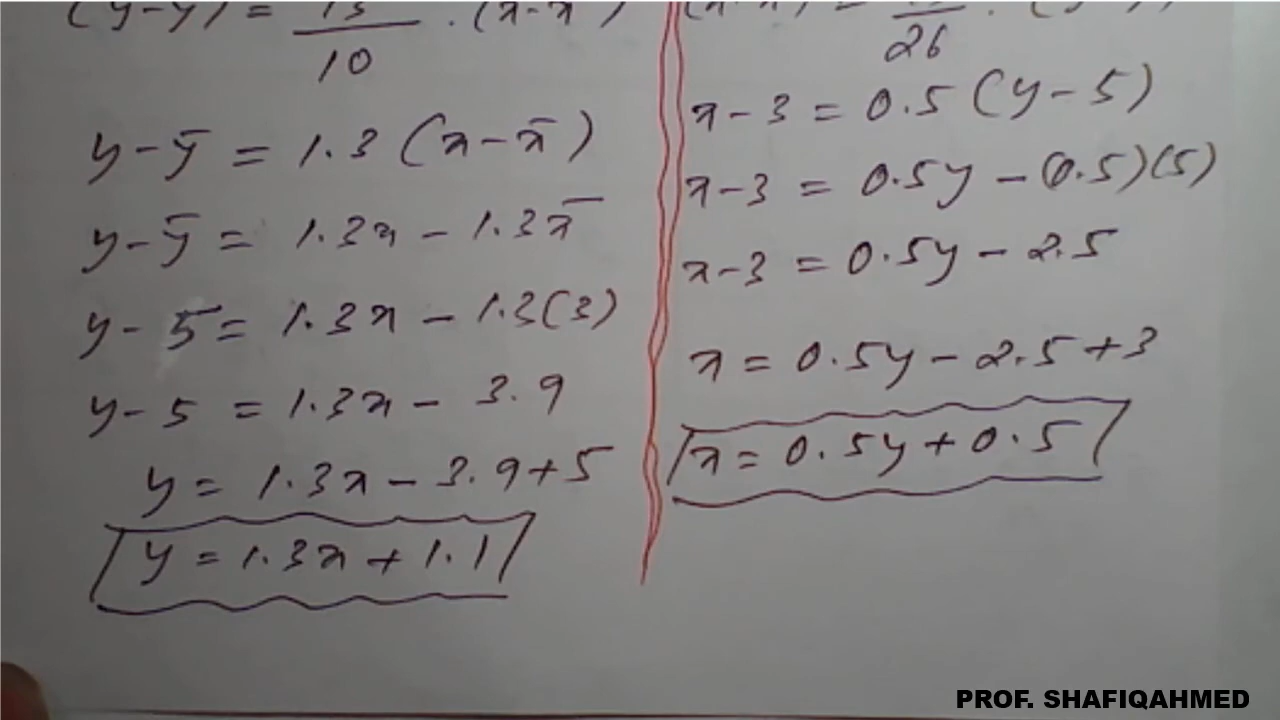 10
y - ȳ = 1.3 (x - x̄)
y - ȳ = 1.3x - 1.3x̄
y - 5 = 1.3x - 1.3(3)
y - 5 = 1.3x - 3.9
y = 1.3x - 3.9 + 5
y = 1.3x + 1.1
26
x - 3 = 0.5 (y - 5)
x - 3 = 0.5y - (0.5)(5)
x - 3 = 0.5y - 2.5
x = 0.5y - 2.5 + 3
x = 0.5y + 0.5
PROF. SHAFIQAHMED